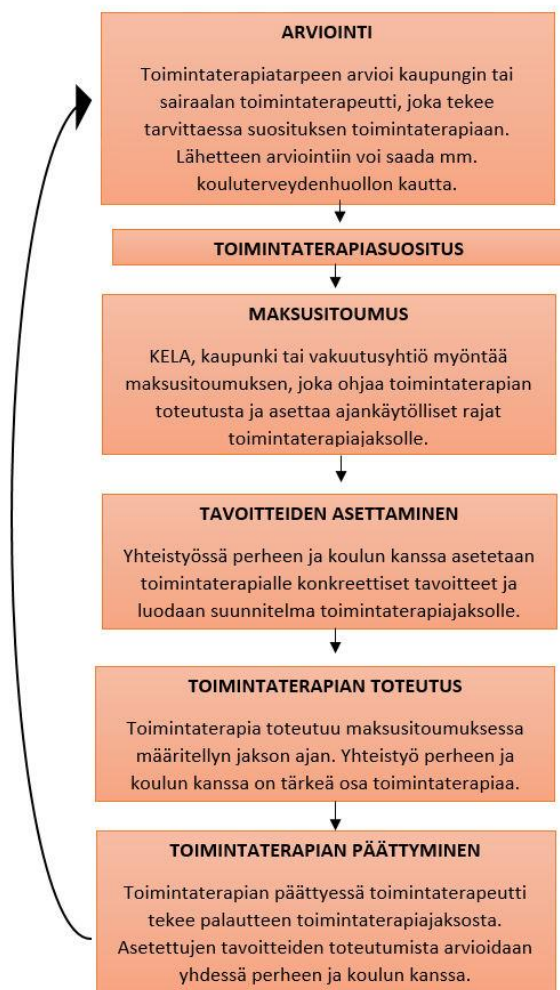 ARVIOINTI
Toimintaterapiatarpeen arvioi kaupungin tai
sairaalan toimintaterapeutti, joka tekee
tarvittaessa suosituksen toimintaterapiaan.
Lähetteen arviointiin voi saada mm.
kouluterveydenhuollon kautta.
TOIMINTATERAPIASUOSITUS
MAKSUSITOUMUS
KELA, kaupunki tai vakuutusyhtiö myöntää
maksusitoumuksen, joka ohjaa toimintaterapian
toteutusta ja asettaa ajankäytölliset rajat
toimintaterapiajaksolle.
TAVOITTEIDEN ASETTAMINEN
Yhteistyössä perheen ja koulun kanssa asetetaan
toimintaterapialle konkreettiset tavoitteet ja
luodaan suunnitelma toimintaterapiajaksolle.
TOIMINTATERAPIAN TOTEUTUS
Toimintaterapia toteutuu maksusitoumuksessa
määritellyn jakson ajan. Yhteistyö perheen ja
koulun kanssa on tärkeä osa toimintaterapiaa.
TOIMINTATERAPIAN PÄÄTTYMINEN
Toimintaterapian päättyessä toimintaterapeutti
tekee palautteen toimintaterapiajaksosta.
Asetettujen tavoitteiden toteutumista arvioidaan
yhdessä perheen ja koulun kanssa.